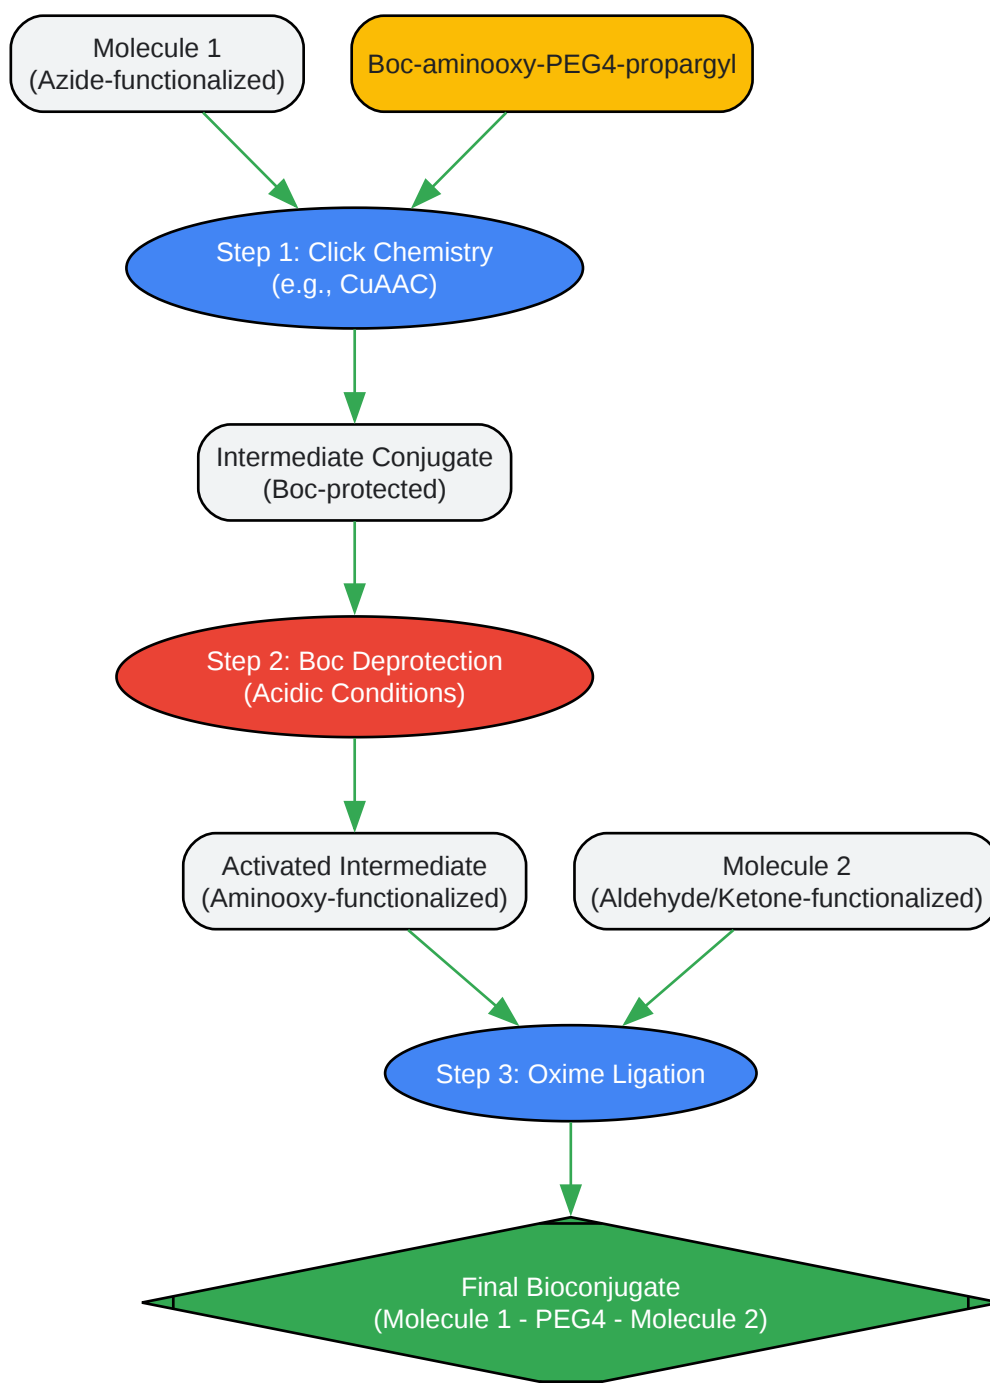 Molecule 1
(Azide-functionalized)
Boc-aminooxy-PEG4-propargyl
Step 1: Click Chemistry
(e.g., CuAAC)
Intermediate Conjugate
(Boc-protected)
Step 2: Boc Deprotection
(Acidic Conditions)
Activated Intermediate
(Aminooxy-functionalized)
Molecule 2
(Aldehyde/Ketone-functionalized)
Step 3: Oxime Ligation
Final Bioconjugate
(Molecule 1 - PEG4 - Molecule 2)